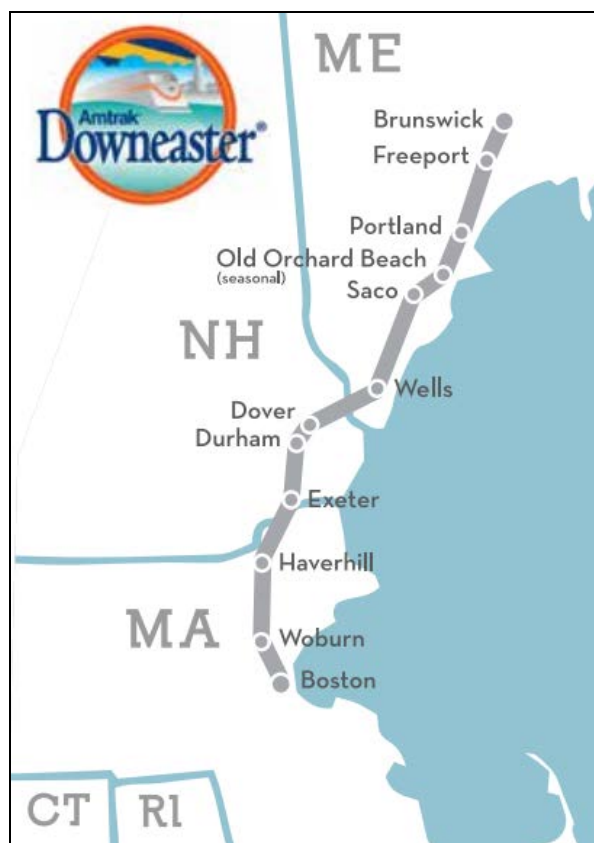 ME
Amtrak
Downeaster®
Brunswick
Freeport
Portland
Old Orchard Beach
(seasonal)
Saco
NH
Wells
Dover
Durham
Exeter
Haverhill
MA
Woburn
Boston
CT
RI